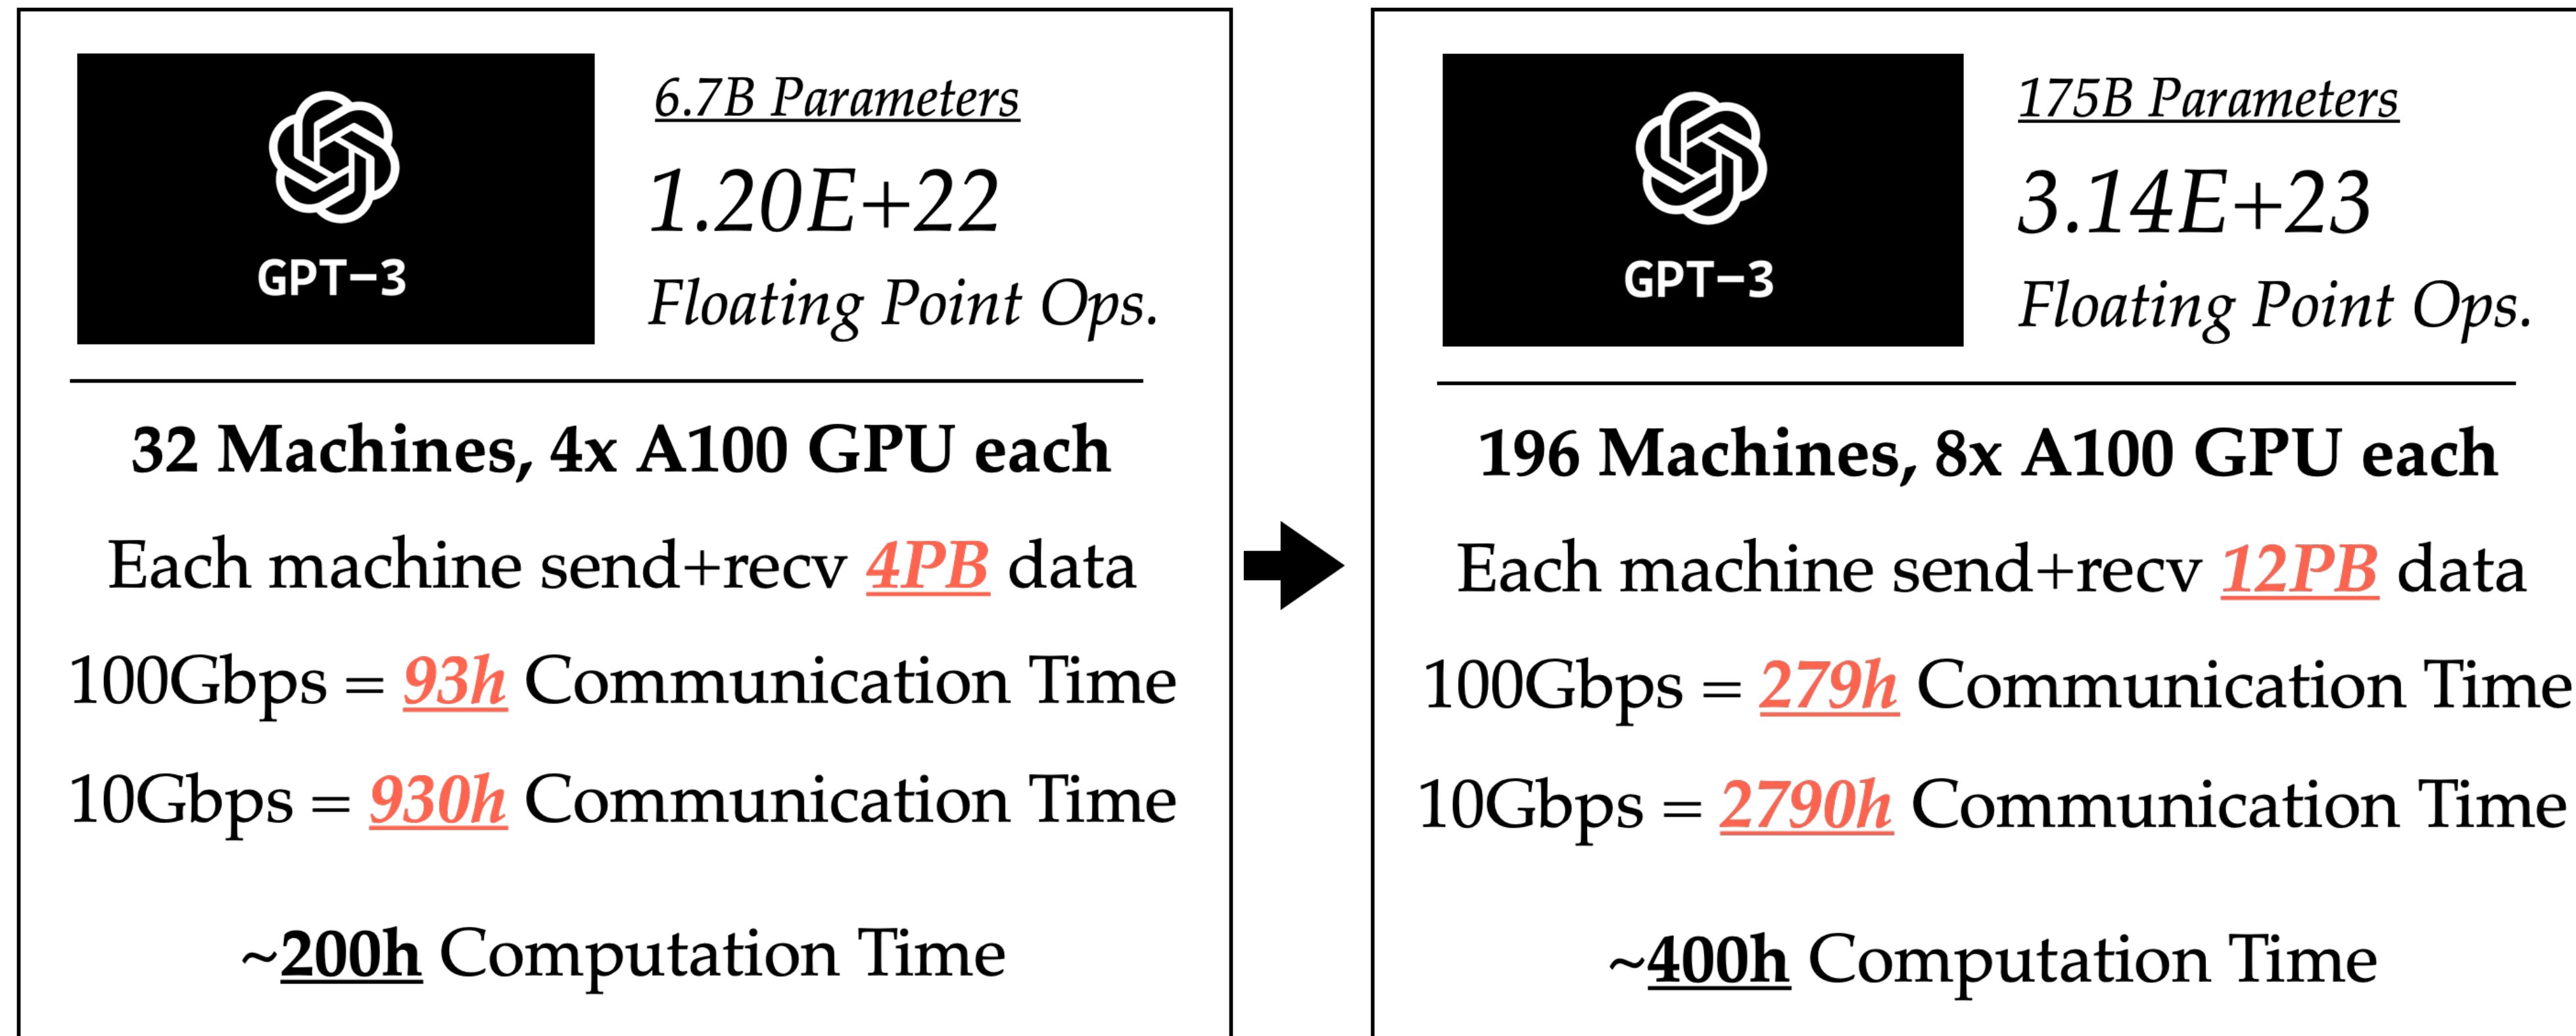 GPT-3
6.7B Parameters
1.20E+22
Floating Point Ops.
32 Machines, 4x A100 GPU each
Each machine send+recv 4PB data
100Gbps = 93h Communication Time
10Gbps = 930h Communication Time
~200h Computation Time
GPT-3
175B Parameters
3.14E+23
Floating Point Ops.
196 Machines, 8x A100 GPU each
Each machine send+recv 12PB data
100Gbps = 279h Communication Time
10Gbps = 2790h Communication Time
~400h Computation Time